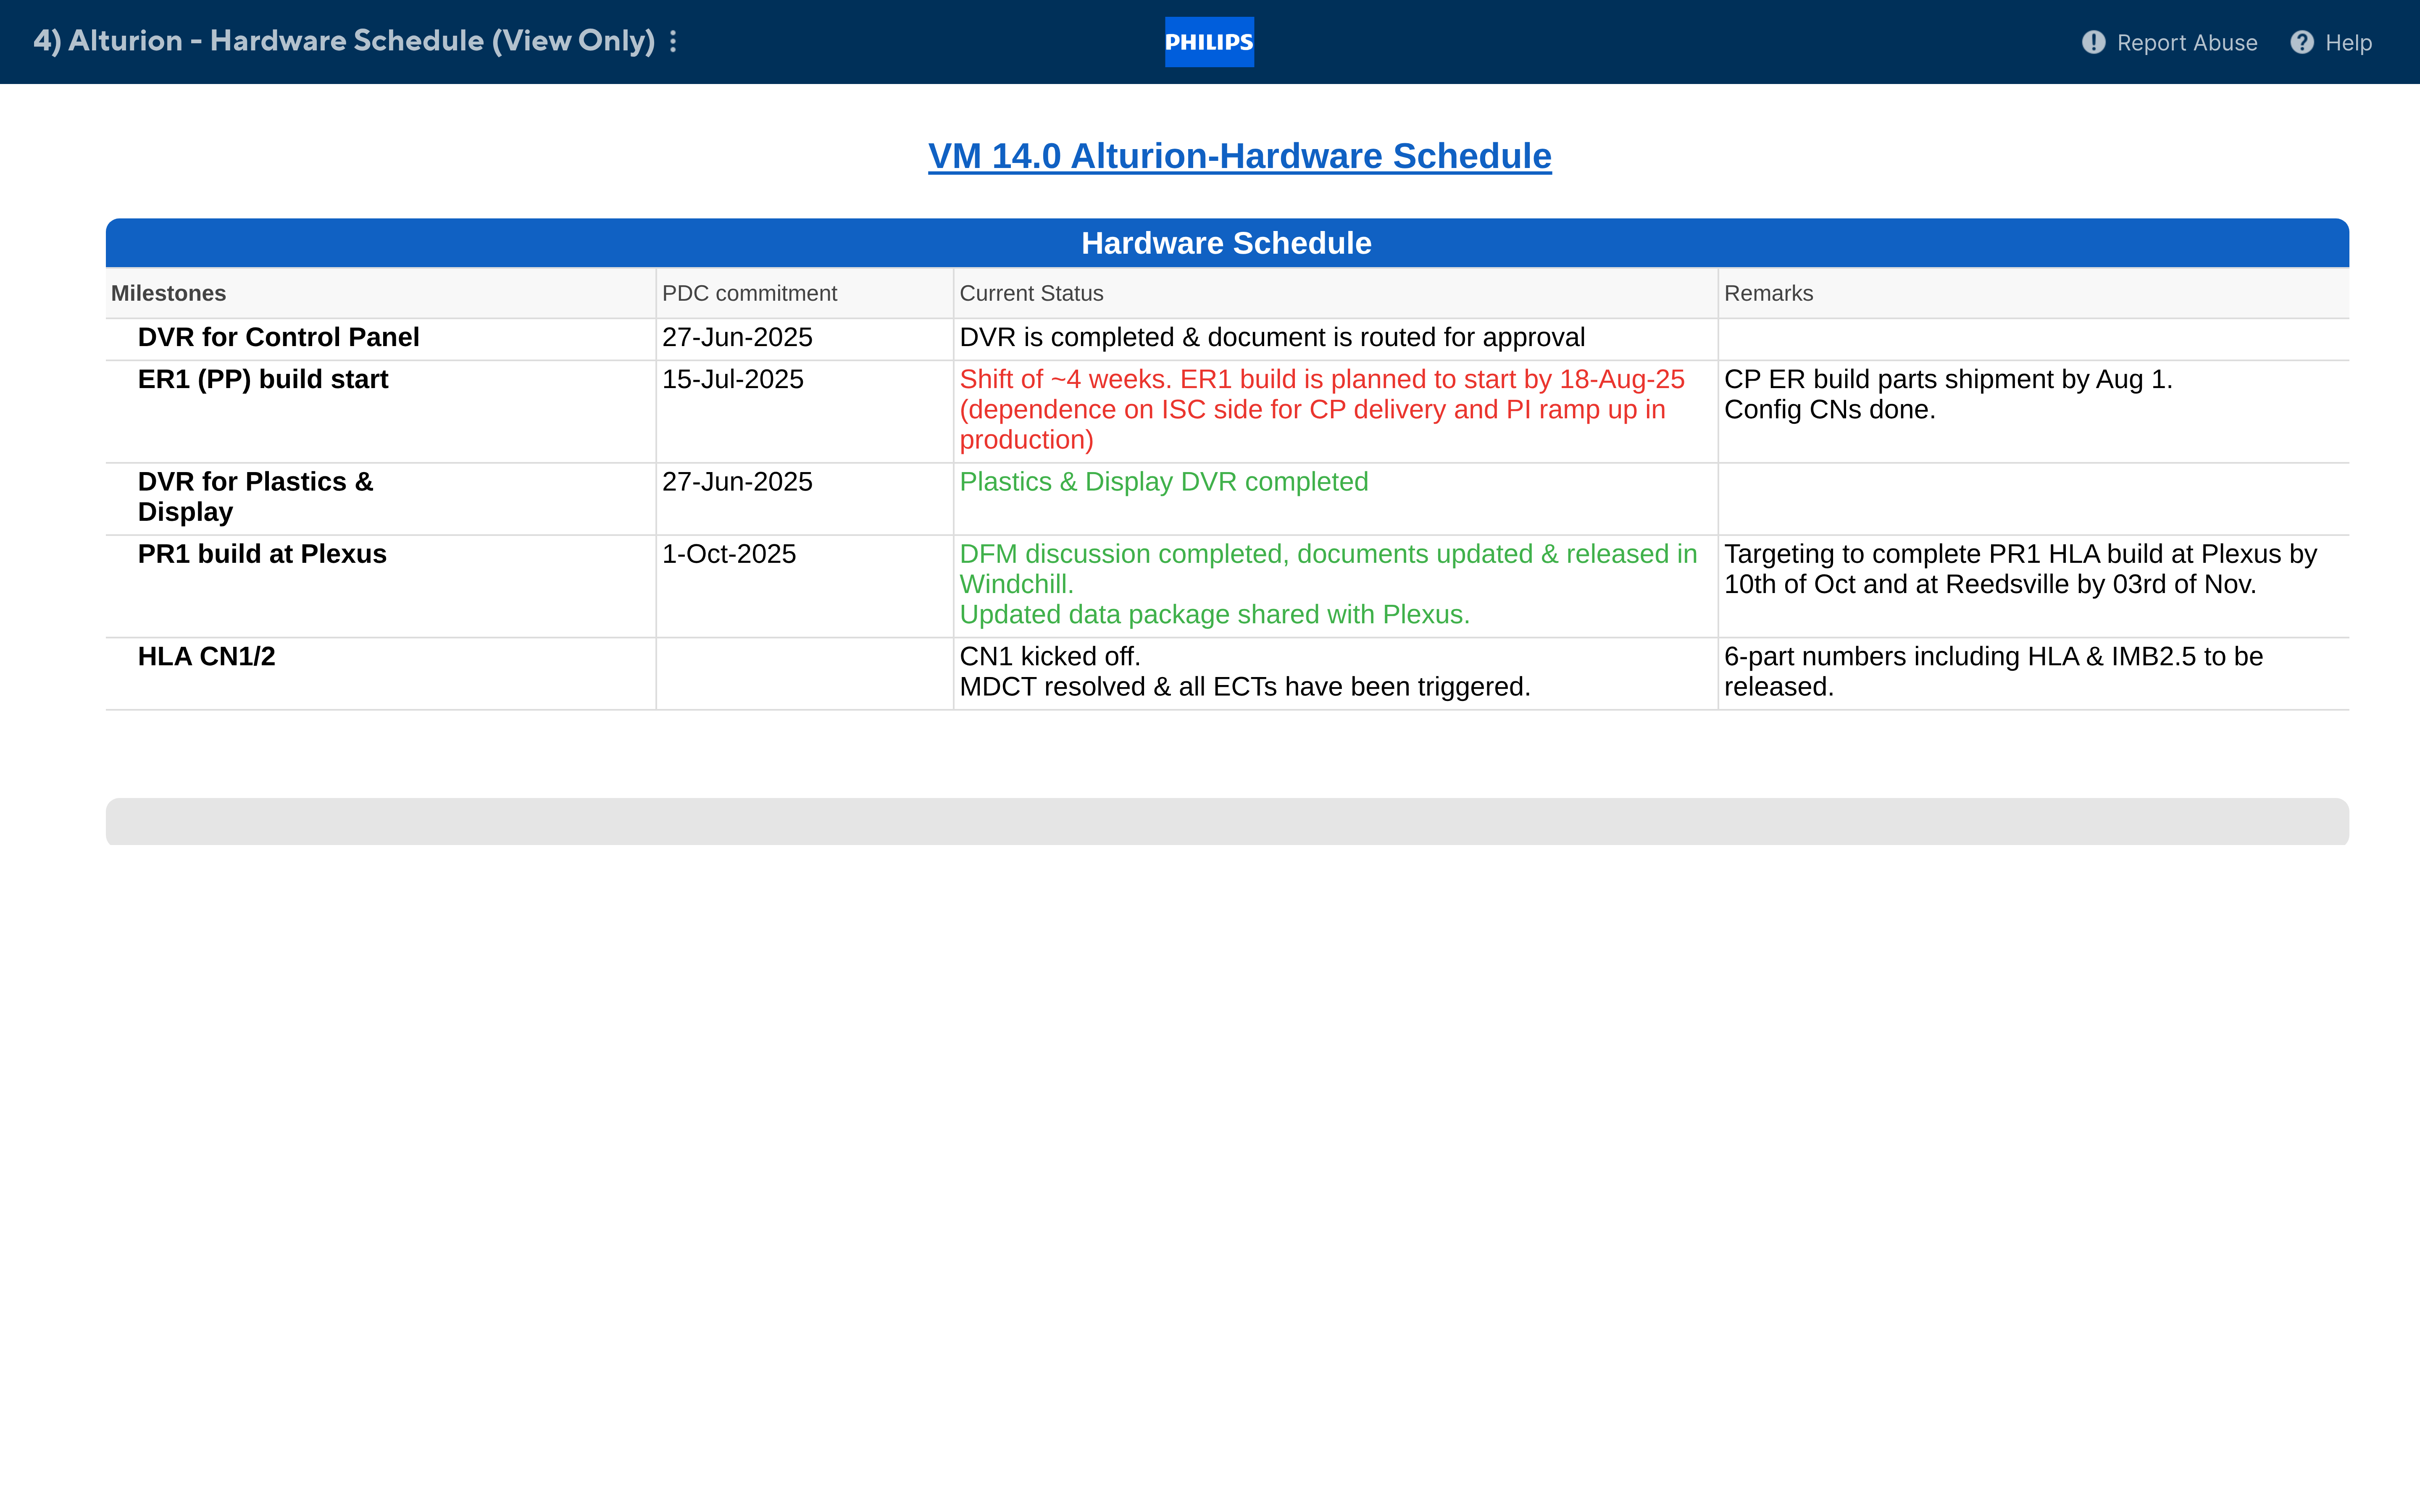 4) Alturion - Hardware Schedule (View Only)
PHILIPS
Report Abuse
Help
VM 14.0 Alturion-Hardware Schedule
Hardware Schedule
Milestones
PDC commitment
Current Status
Remarks
DVR for Control Panel
27-Jun-2025
DVR is completed & document is routed for approval
ER1 (PP) build start
15-Jul-2025
Shift of ~4 weeks. ER1 build is planned to start by 18-Aug-25
(dependence on ISC side for CP delivery and PI ramp up in
production)
CP ER build parts shipment by Aug 1.
Config CNs done.
DVR for Plastics &
Display
27-Jun-2025
Plastics & Display DVR completed
PR1 build at Plexus
1-Oct-2025
DFM discussion completed, documents updated & released in
Windchill.
Updated data package shared with Plexus.
Targeting to complete PR1 HLA build at Plexus by
10th of Oct and at Reedsville by 03rd of Nov.
HLA CN1/2
CN1 kicked off.
MDCT resolved & all ECTs have been triggered.
6-part numbers including HLA & IMB2.5 to be
released.